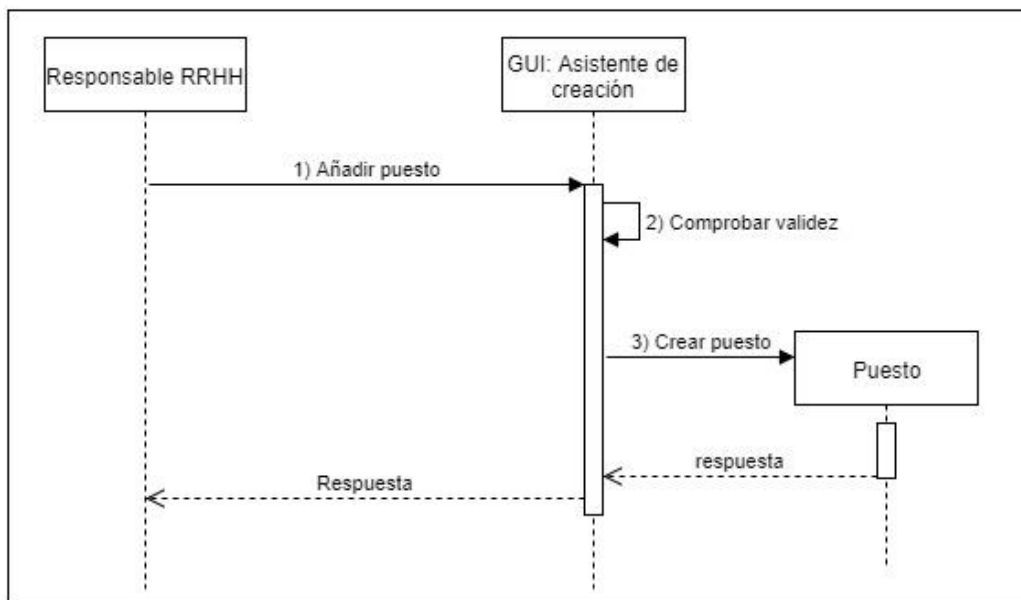 Responsable RRHH
GUI: Asistente de
creación
1) Añadir puesto
2) Comprobar validez
3) Crear puesto
Puesto
respuesta
Respuesta